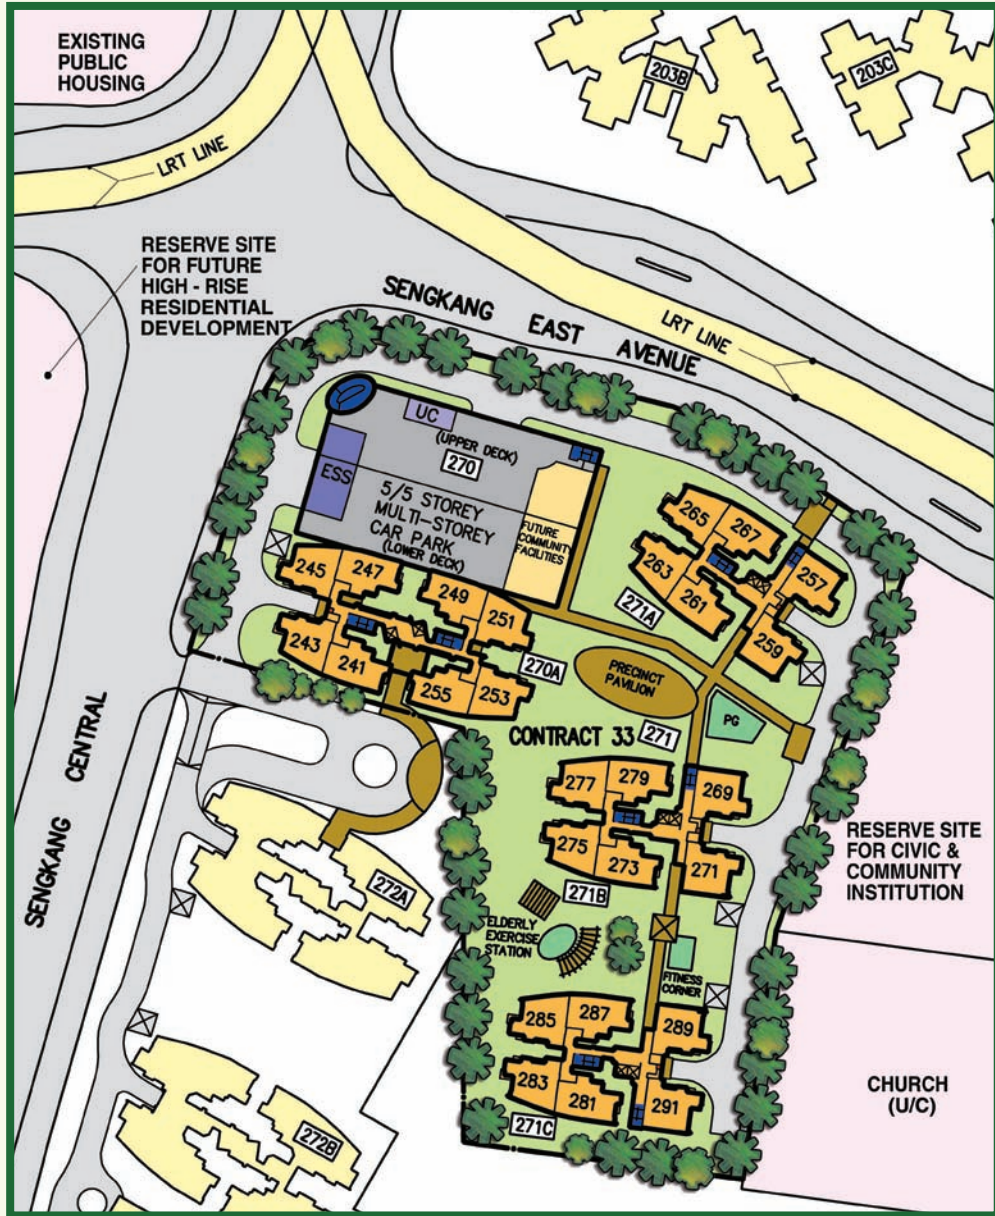 EXISTING
PUBLIC
HOUSING
203B
203C
LRT LINE
RESERVE SITE
FOR FUTURE
HIGH - RISE
RESIDENTIAL
DEVELOPMENT
SENGKANG EAST AVENUE
LRT LINE
UC
(UPPER DECK)
270
ESS
5/5 STOREY
MULTI-STOREY
CAR PARK
(LOWER DECK)
FUTURE
COMMUNITY
FACILITIES
265
267
263
261
257
259
271A
245
247
249
251
243
241
255
253
270A
PRECINCT
PAVILION
PG
CONTRACT 33
271
SENGKANG CENTRAL
277
279
269
275
273
271
271B
RESERVE SITE
FOR CIVIC &
COMMUNITY
INSTITUTION
272A
ELDERLY
EXERCISE
STATION
FITNESS
CORNER
285
287
289
283
281
291
271C
272B
CHURCH
(U/C)